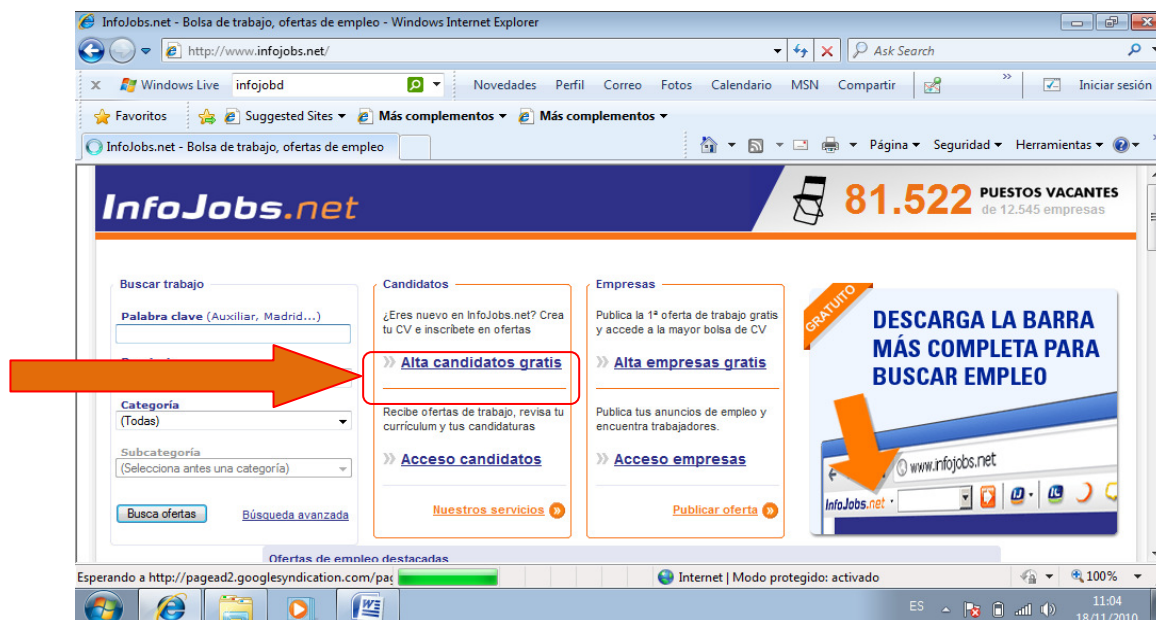 InfoJobs.net - Bolsa de trabajo, ofertas de empleo - Windows Internet Explorer
http://www.infojobs.net/
Ask Search
x Windows Live infojobd Novedades Perfil Correo Fotos Calendario MSN Compartir » Iniciar sesión
Favoritos Suggested Sites Más complementos Más complementos
InfoJobs.net - Bolsa de trabajo, ofertas de empleo
Página Seguridad Herramientas
InfoJobs.net
81.522 PUESTOS VACANTES
de 12.545 empresas
Buscar trabajo
Palabra clave (Auxiliar, Madrid...)
Categoría
(Todas)
Subcategoría
(Selecciona antes una categoría)
Busca ofertas Búsqueda avanzada
Candidatos
¿Eres nuevo en InfoJobs.net? Crea
tu CV e inscríbete en ofertas
» Alta candidatos gratis
Recibe ofertas de trabajo, revisa tu
currículum y tus candidaturas
» Acceso candidatos
Nuestros servicios
Empresas
Publica la 1ª oferta de trabajo gratis
y accede a la mayor bolsa de CV
» Alta empresas gratis
Publica tus anuncios de empleo y
encuentra trabajadores.
» Acceso empresas
Publicar oferta
GRATUITO
DESCARGA LA BARRA
MÁS COMPLETA PARA
BUSCAR EMPLEO
www.infojobs.net
InfoJobs.net
Ofertas de empleo destacadas
Esperando a http://pagead2.googlesyndication.com/pag
Internet | Modo protegido: activado
100%
ES
11:04
18/11/2010